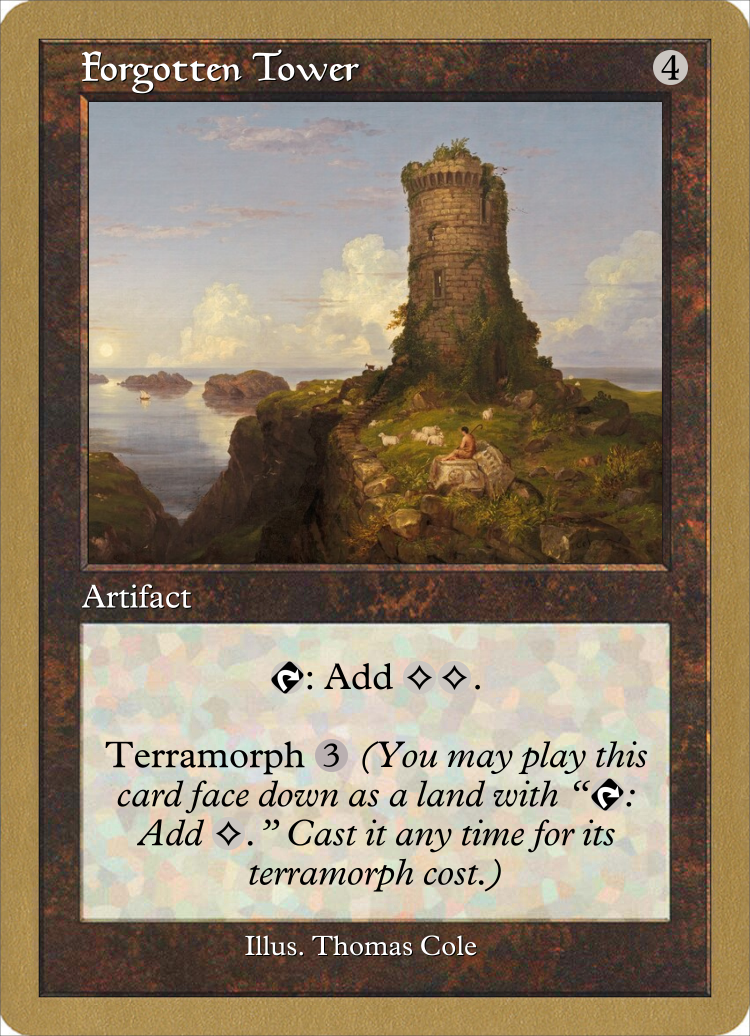 Forgotten Tower 4
Artifact
: Add .
Terramorph 3 (You may play this
card face down as a land with “:
Add .” Cast it any time for its
terramorph cost.)
Illus. Thomas Cole